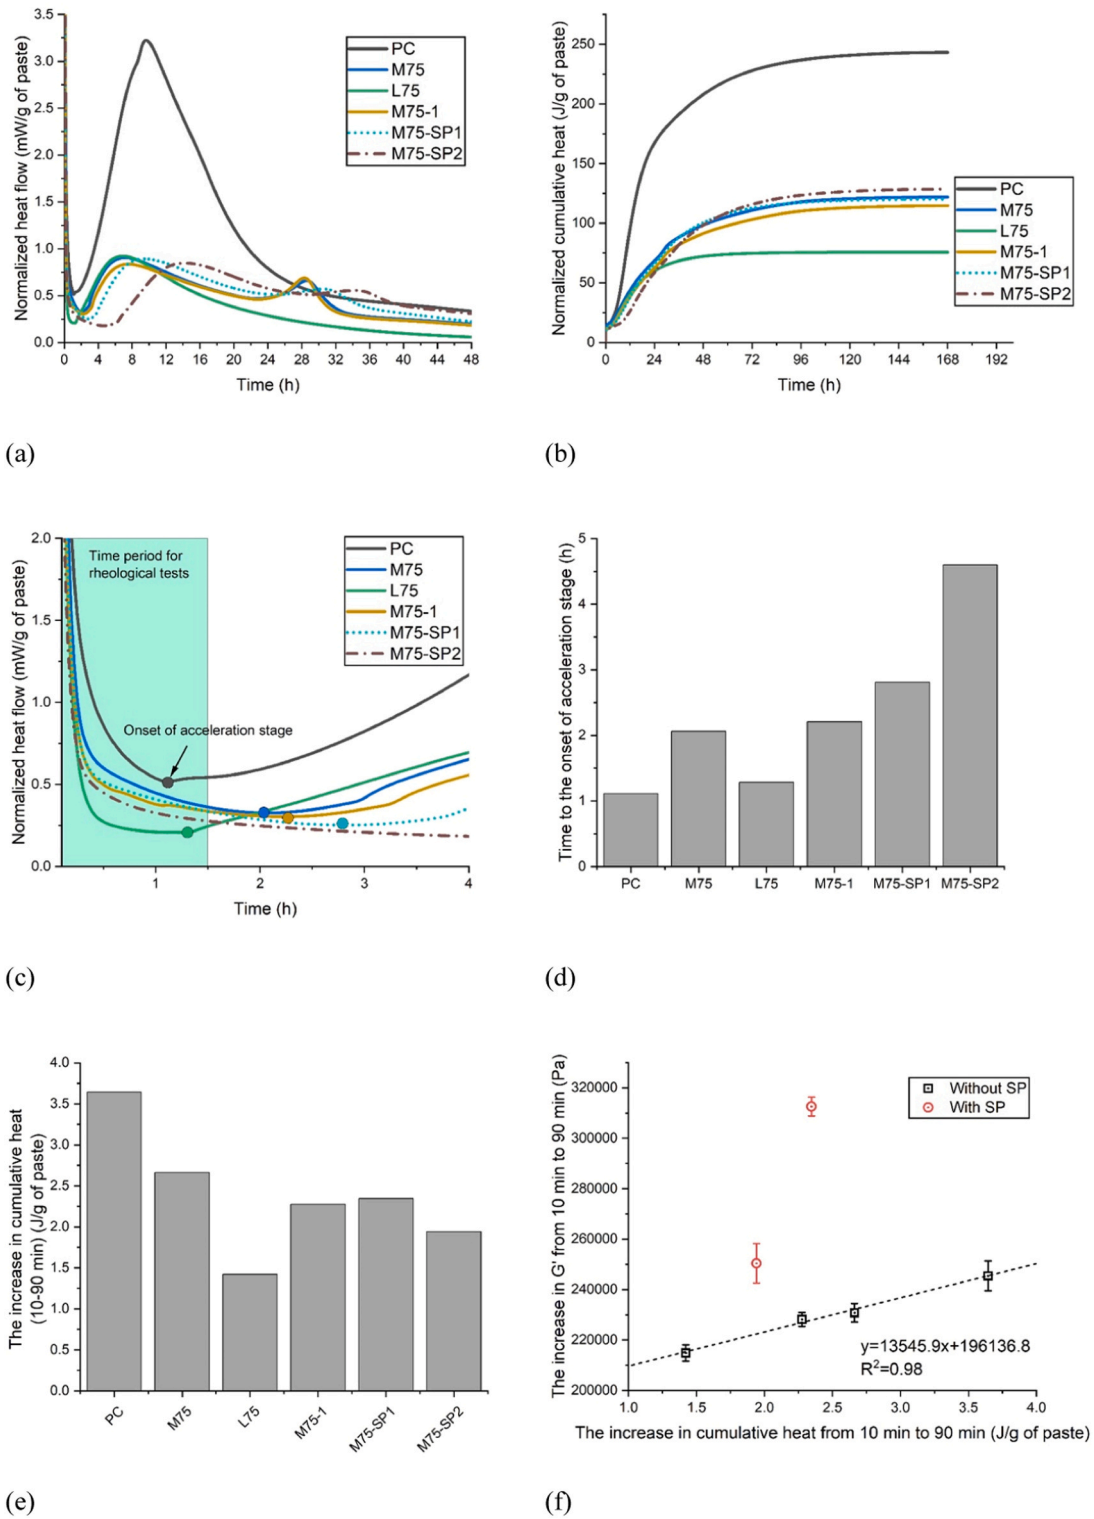 Normalized heat flow (mW/g of paste)
3.5
3.0
2.5
2.0
1.5
1.0
0.5
0.0
0 4 8 12 16 20 24 28 32 36 40 44 48
Time (h)
PC
M75
L75
M75-1
M75-SP1
M75-SP2
(a)
Normalized cumulative heat (J/g of paste)
250
200
150
100
50
0
0 24 48 72 96 120 144 168 192
Time (h)
PC
M75
L75
M75-1
M75-SP1
M75-SP2
(b)
Normalized heat flow (mW/g of paste)
2.0
1.5
1.0
0.5
0.0
1 2 3 4
Time (h)
Time period for
rheological tests
Onset of acceleration stage
PC
M75
L75
M75-1
M75-SP1
M75-SP2
(c)
Time to the onset of acceleration stage (h)
5
4
3
2
1
0
PC M75 L75 M75-1 M75-SP1 M75-SP2
(d)
The increase in cumulative heat
(10-90 min) (J/g of paste)
4.0
3.5
3.0
2.5
2.0
1.5
1.0
0.5
0.0
PC M75 L75 M75-1 M75-SP1 M75-SP2
(e)
The increase in G' from 10 min to 90 min (Pa)
320000
300000
280000
260000
240000
220000
200000
1.0 1.5 2.0 2.5 3.0 3.5 4.0
The increase in cumulative heat from 10 min to 90 min (J/g of paste)
Without SP
With SP
y=13545.9x+196136.8
R²=0.98
(f)